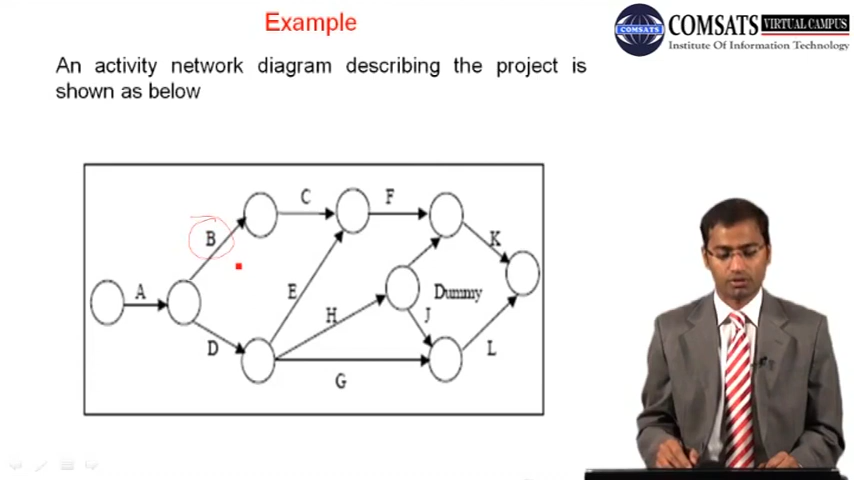 Example
COMSATS VIRTUAL CAMPUS
COMSATS
Institute Of Information Technology
An activity network diagram describing the project is
shown as below
C
F
B
K
A
E
Dummy
H
J
D
L
G